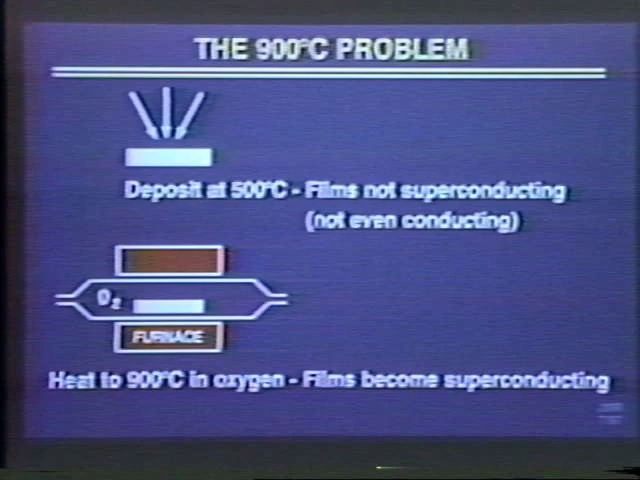 THE 900°C PROBLEM
Deposit at 500°C - Films not superconducting
(not even conducting)
O₂
FURNACE
Heat to 900°C in oxygen - Films become superconducting